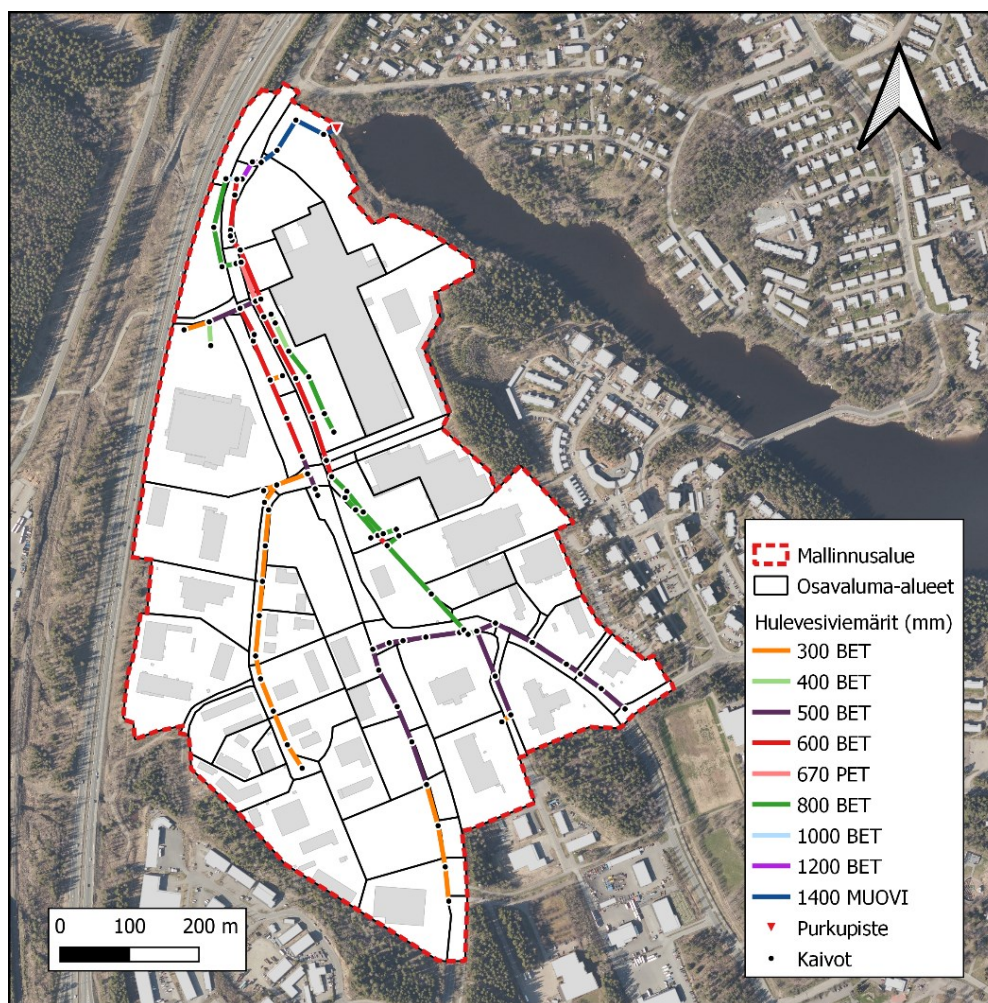 Mallinnusalue
Osavaluma-alueet
Hulevesiviemärit (mm)
300 BET
400 BET
500 BET
600 BET
670 PET
800 BET
1000 BET
1200 BET
1400 MUOVI
Purkupiste
Kaivot
0 100 200 m